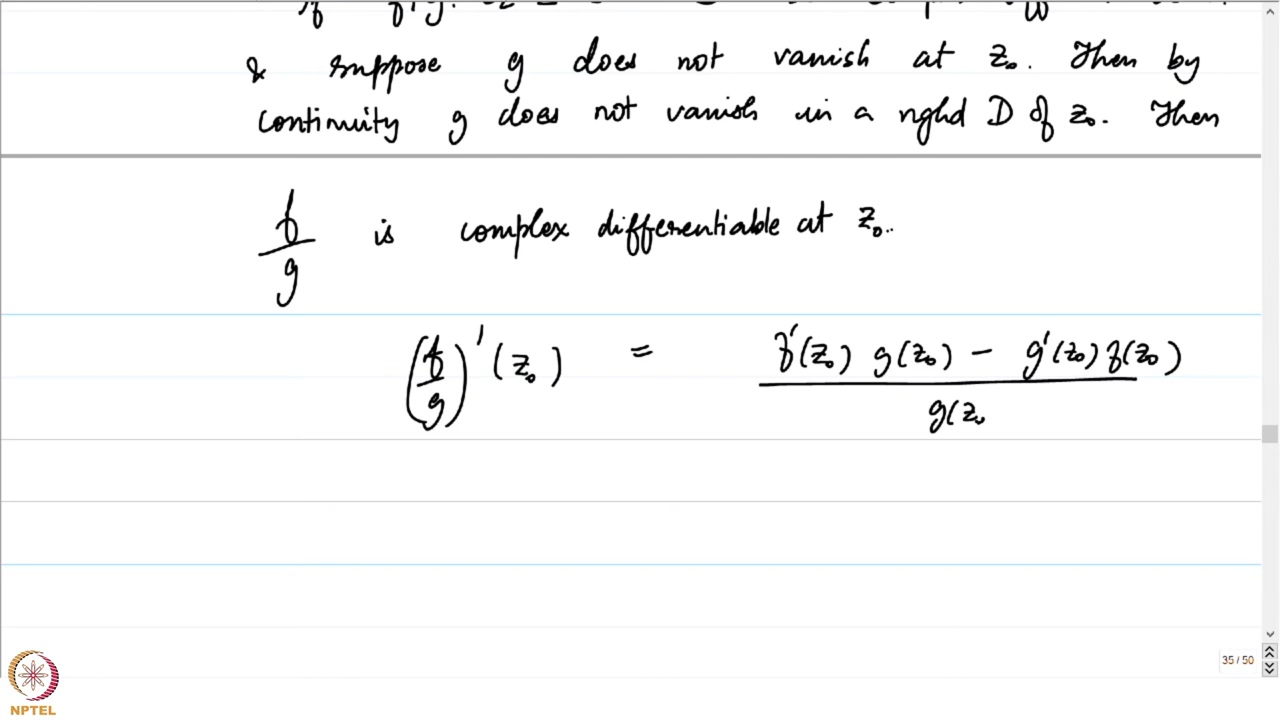 & suppose g does not vanish at z₀. Then by
continuity g does not vanish in a nghd D of z₀. Then
f/g is complex differentiable at z₀.
(f/g)'(z₀) = f'(z₀) g(z₀) - g'(z₀) f(z₀)
g(z₀
35 / 50
NPTEL